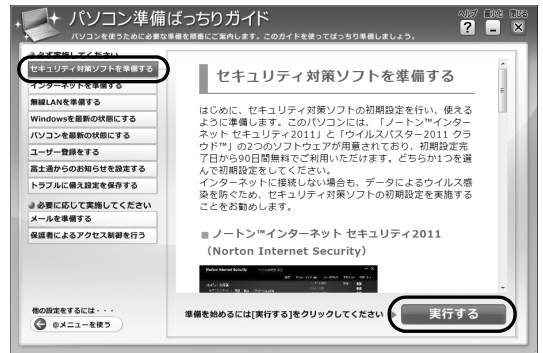 パソコン準備ばっちりガイド
パソコンを使うために必要な準備を順番にご案内します。このガイドを使ってばっちり準備しましょう。
ヘルプ 最小化 閉じる
必ず実施してください
セキュリティ対策ソフトを準備する
インターネットを準備する
無線LANを準備する
Windowsを最新の状態にする
パソコンを最新の状態にする
ユーザー登録をする
富士通からのお知らせを設定する
トラブルに備え設定を保存する
必要に応じて実施してください
メールを準備する
保護者によるアクセス制御を行う
他の設定をするには・・・
@メニューを使う
セキュリティ対策ソフトを準備する
はじめに、セキュリティ対策ソフトの初期設定を行い、使える
ように準備します。このパソコンには、「ノートン™インター
ネット セキュリティ2011」と「ウイルスバスター2011 クラ
ウド™」の2つのソフトウェアが用意されており、初期設定完
了日から90日間無料でご利用いただけます。どちらか1つを選
んで初期設定をしてください。
インターネットに接続しない場合も、データによるウイルス感
染を防ぐため、セキュリティ対策ソフトの初期設定を実施する
ことをお勧めします。
■ ノートン™インターネット セキュリティ2011
（Norton Internet Security）
Norton Internet Security
準備を始めるには[実行する]をクリックしてください
実行する